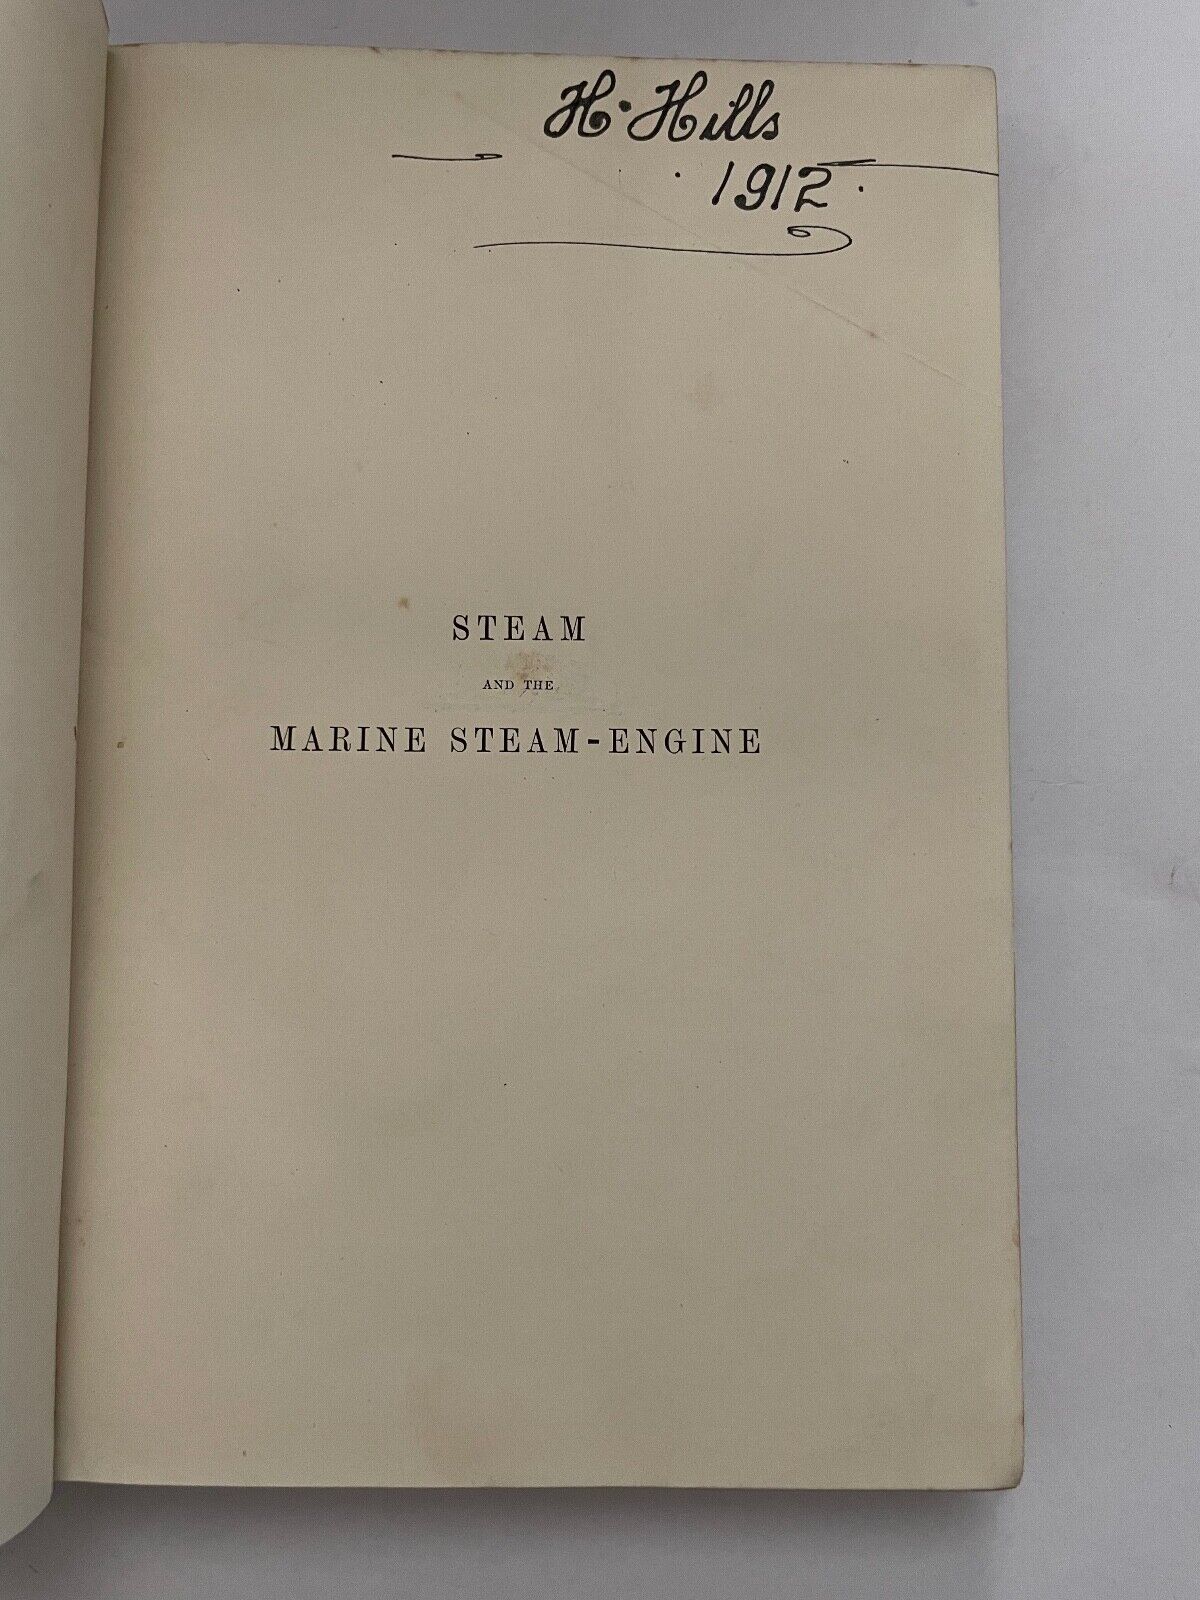 H. Hills
. 1912.
STEAM
AND THE
MARINE STEAM-ENGINE